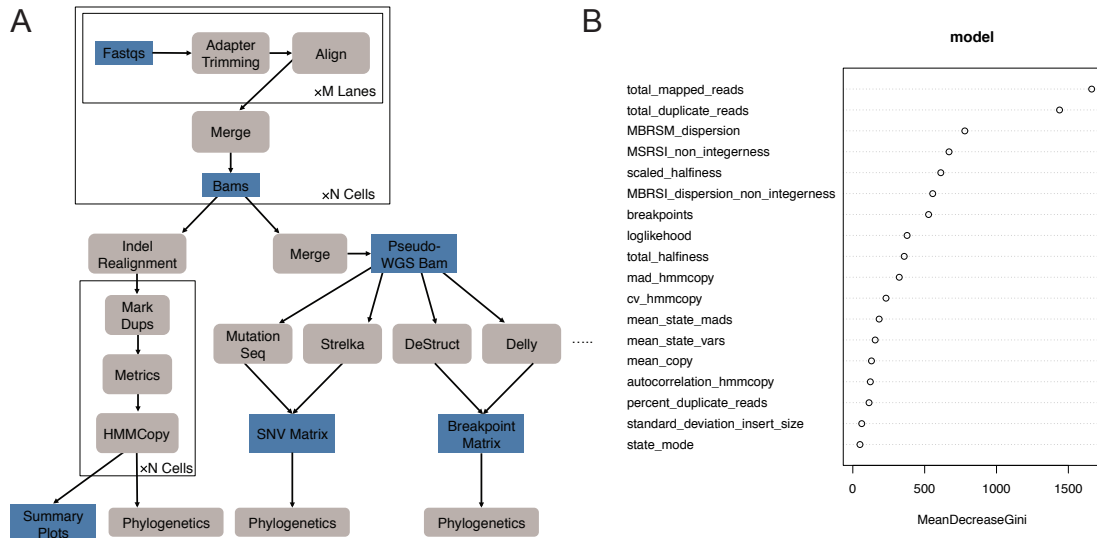 A
Fastqs
Adapter
Trimming
Align
×M Lanes
Merge
Bams
×N Cells
Indel
Realignment
Merge
Pseudo-
WGS Bam
Mark
Dups
Mutation
Seq
Strelka
DeStruct
Delly
.....
Metrics
HMMCopy
SNV Matrix
Breakpoint
Matrix
×N Cells
Summary
Plots
Phylogenetics
Phylogenetics
Phylogenetics
B
model
total_mapped_reads
total_duplicate_reads
MBRSM_dispersion
MSRSI_non_integerness
scaled_halfiness
MBRSI_dispersion_non_integerness
breakpoints
loglikehood
total_halfiness
mad_hmmcopy
cv_hmmcopy
mean_state_mads
mean_state_vars
mean_copy
autocorrelation_hmmcopy
percent_duplicate_reads
standard_deviation_insert_size
state_mode
0 500 1000 1500
MeanDecreaseGini